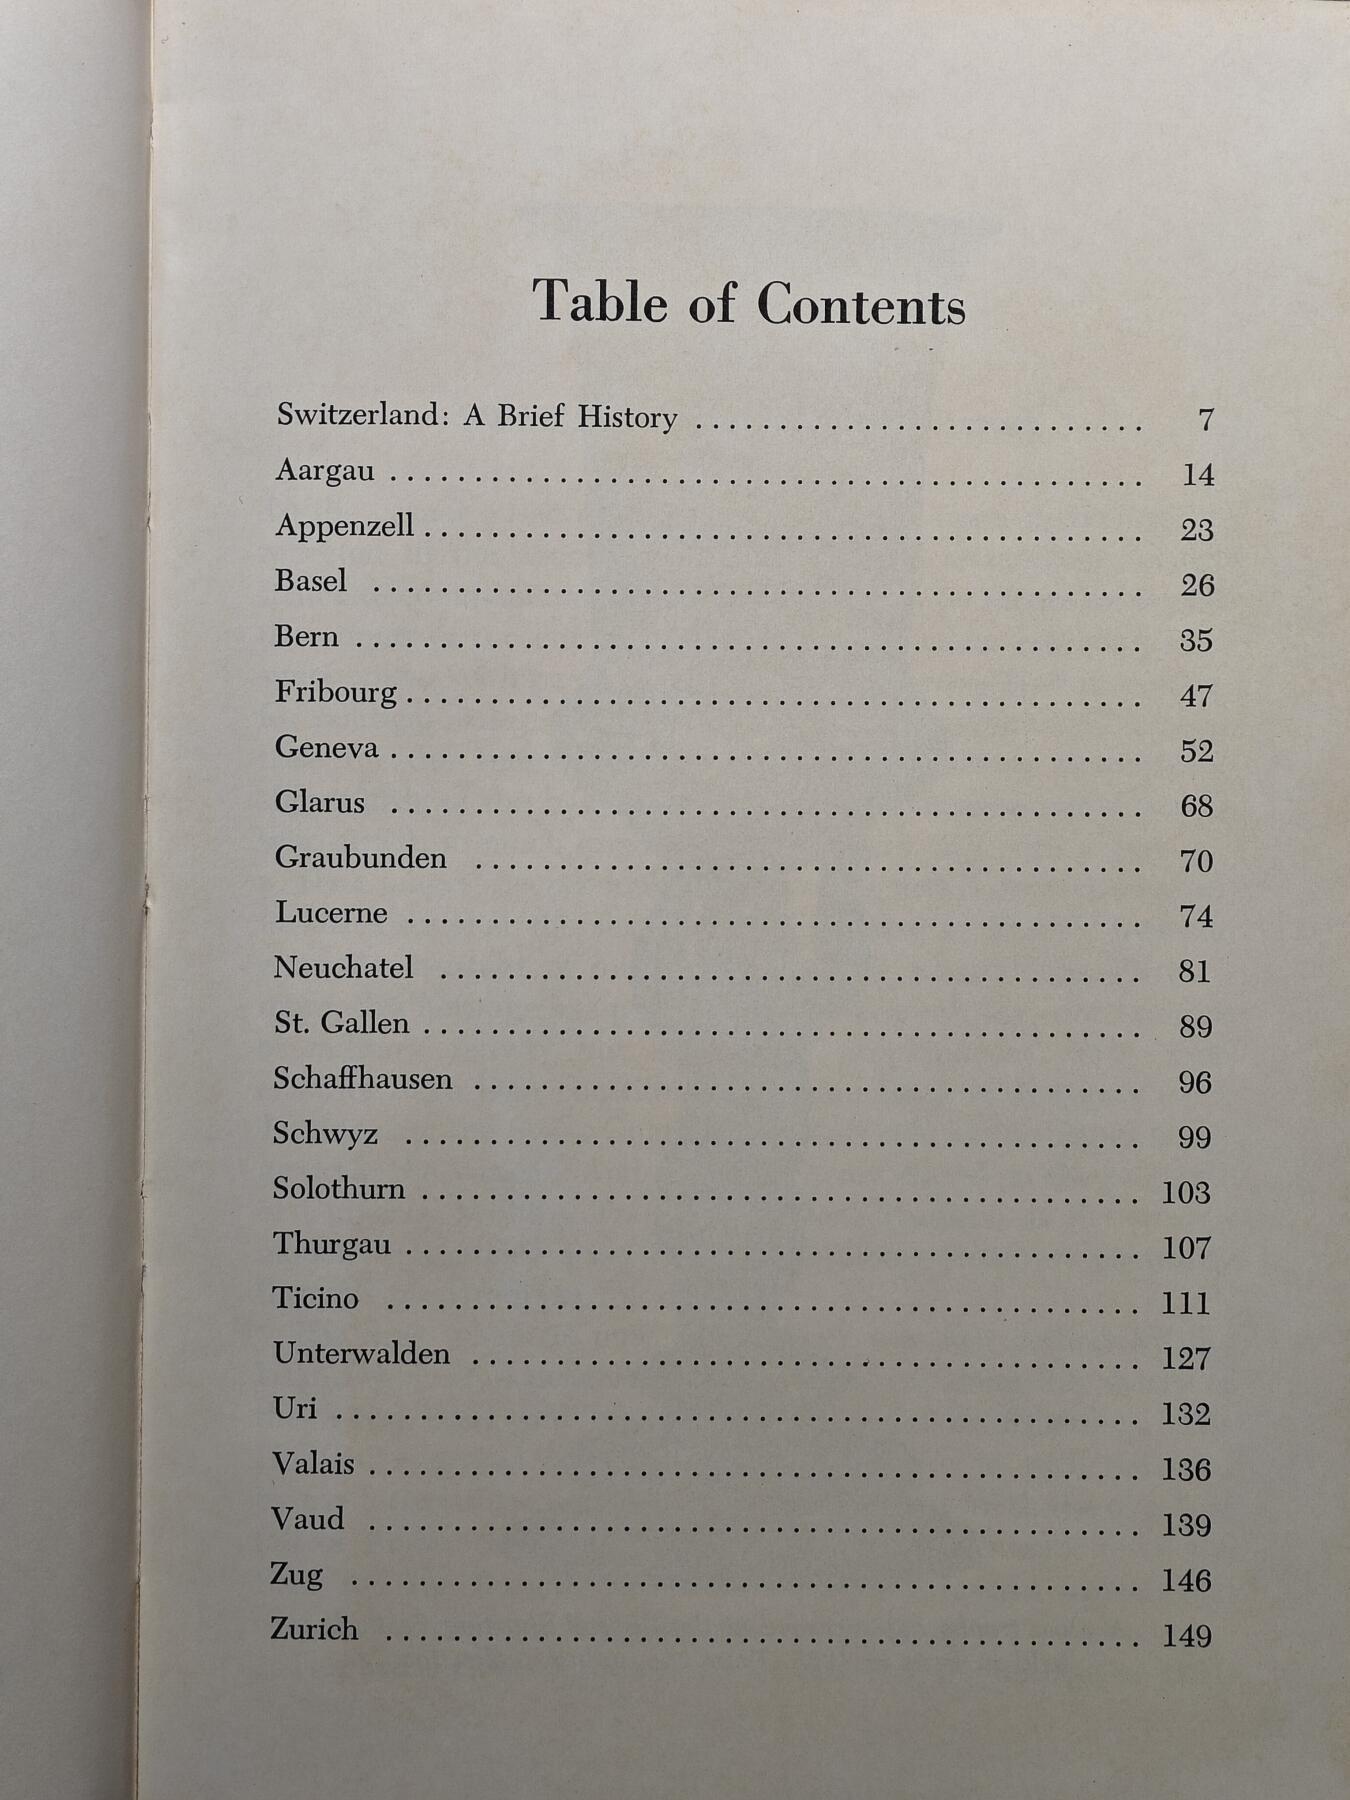 Table of Contents
Switzerland: A Brief History ........................... 7
Aargau ............................................. 14
Appenzell ........................................... 23
Basel .............................................. 26
Bern ............................................... 35
Fribourg ............................................ 47
Geneva ............................................. 52
Glarus ............................................. 68
Graubunden ........................................ 70
Lucerne ............................................ 74
Neuchatel .......................................... 81
St. Gallen ........................................... 89
Schaffhausen ........................................ 96
Schwyz ............................................ 99
Solothurn ........................................... 103
Thurgau ............................................ 107
Ticino ............................................. 111
Unterwalden ........................................ 127
Uri ................................................ 132
Valais .............................................. 136
Vaud .............................................. 139
Zug ............................................... 146
Zurich ............................................. 149